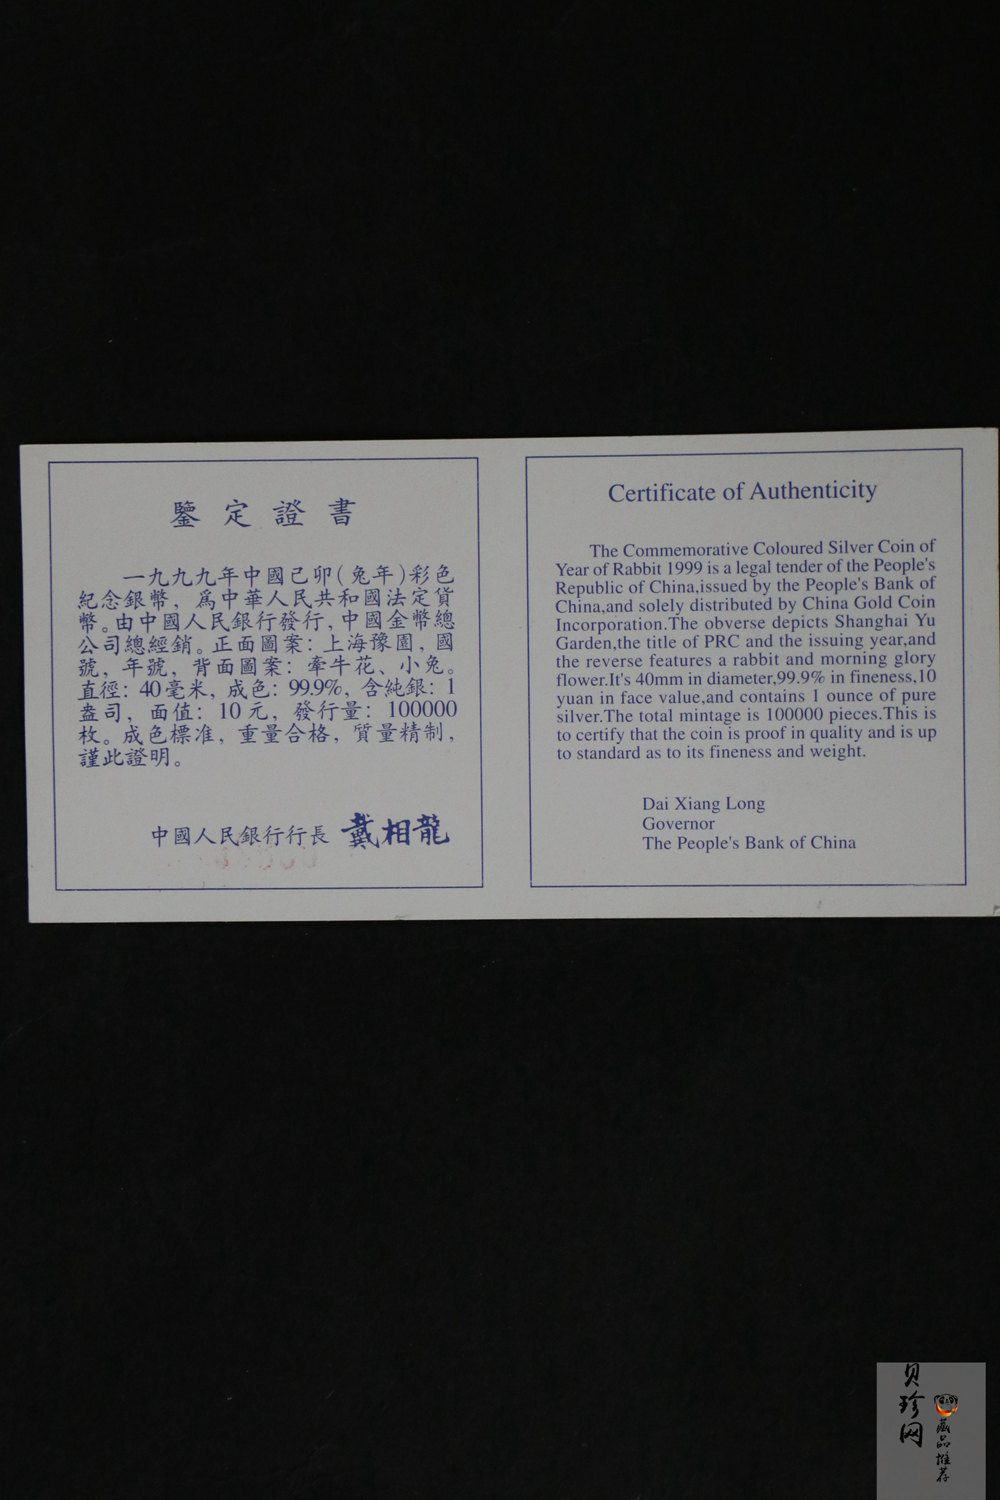 鑒定證書
一九九九年中國己卯(兔年)彩色
紀念銀幣，爲中華人民共和國法定貨
幣。由中國人民銀行發行，中國金幣總
公司總經銷。正面圖案：上海豫園，國
號，年號，背面圖案：牽牛花、小兔。
直徑：40毫米，成色：99.9%，含純銀：1
盎司，面值：10元，發行量：100000
枚。成色標准，重量合格，質量精制，
謹此證明。
中國人民銀行行長 戴相龍
Certificate of Authenticity
The Commemorative Coloured Silver Coin of
Year of Rabbit 1999 is a legal tender of the People's
Republic of China,issued by the People's Bank of
China,and solely distributed by China Gold Coin
Incorporation.The obverse depicts Shanghai Yu
Garden,the title of PRC and the issuing year,and
the reverse features a rabbit and morning glory
flower.It's 40mm in diameter,99.9% in fineness,10
yuan in face value,and contains 1 ounce of pure
silver.The total mintage is 100000 pieces.This is
to certify that the coin is proof in quality and is up
to standard as to its fineness and weight.
Dai Xiang Long
Governor
The People's Bank of China
贝珍网
藏品推荐